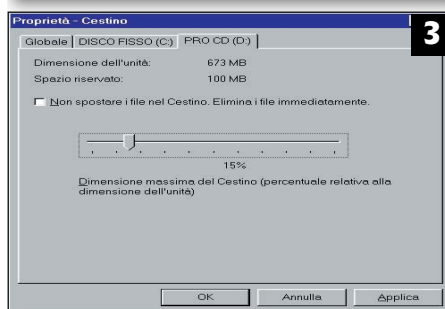 Proprietà - Cestino
3
Globale DISCO FISSO (C:) PRO CD (D:)
Dimensione dell'unità: 673 MB
Spazio riservato: 100 MB
Non spostare i file nel Cestino. Elimina i file immediatamente.
15%
Dimensione massima del Cestino (percentuale relativa alla
dimensione dell'unità)
OK Annulla Applica